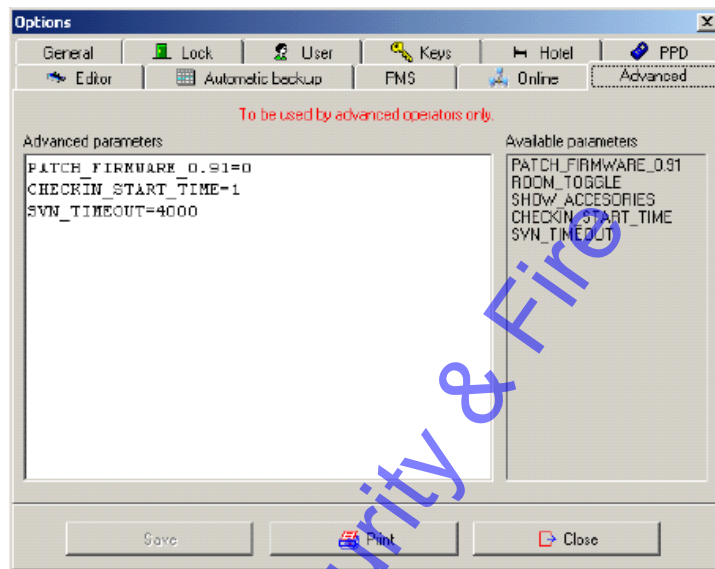 Options
General Lock User Keys Hotel PPD
Editor Automatic backup PMS Online Advanced
To be used by advanced operators only.
Advanced parameters
PATCH_FIRMWARE_0.91=0
CHECKIN_START_TIME=1
SVN_TIMEOUT=4000
Available parameters
PATCH_FIRMWARE_0.91
ROOM_TOGGLE
SHOW_ACCESORIES
CHECKIN_START_TIME
SVN_TIMEOUT
Save Print Close
urity & Fire